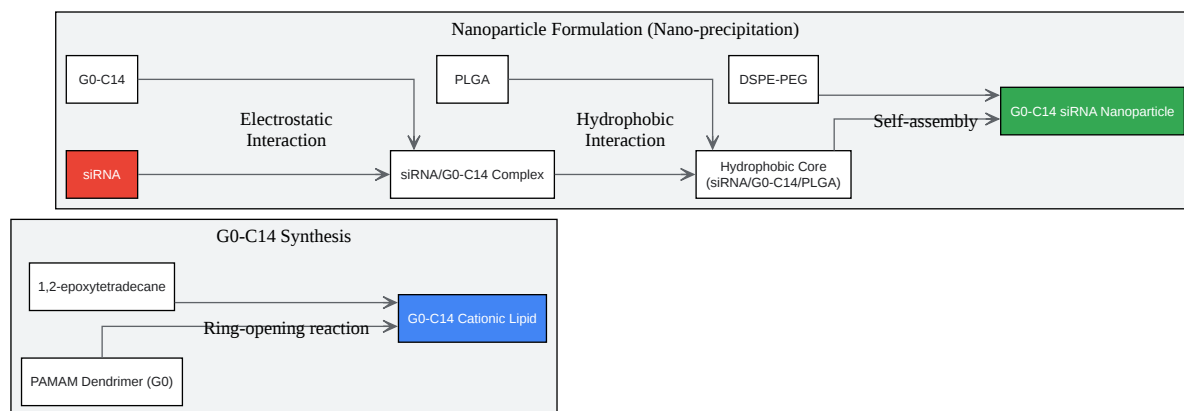 Nanoparticle Formulation (Nano-precipitation)
G0-C14
PLGA
DSPE-PEG
G0-C14 siRNA Nanoparticle
Electrostatic
Interaction
Hydrophobic
Interaction
Self-assembly
siRNA
siRNA/G0-C14 Complex
Hydrophobic Core
(siRNA/G0-C14/PLGA)
G0-C14 Synthesis
1,2-epoxytetradecane
G0-C14 Cationic Lipid
Ring-opening reaction
PAMAM Dendrimer (G0)